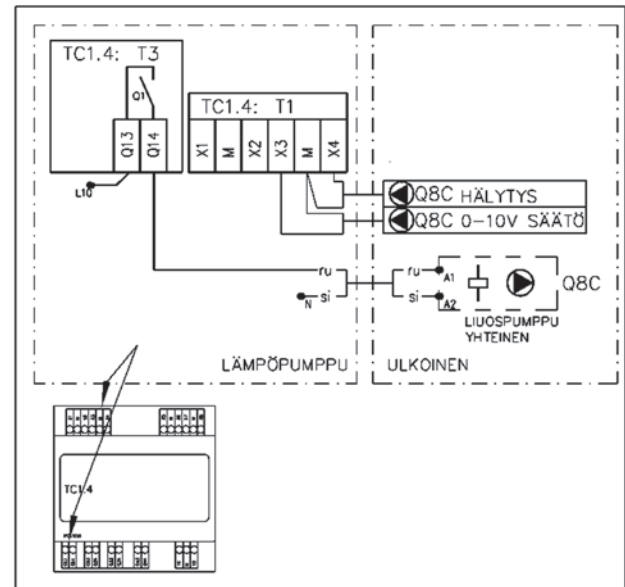 TC1.4: T3
Q1
Q13 Q14
L10
TC1.4: T1
X1 M X2 X3 M X4
Q8C HÄLYTYS
Q8C 0-10V SÄÄTÖ
ru
N si
ru A1
si A2
Q8C
LIUOSPUMPPU
YHTEINEN
LÄMPÖPUMPPU
ULKOINEN
TC1.4